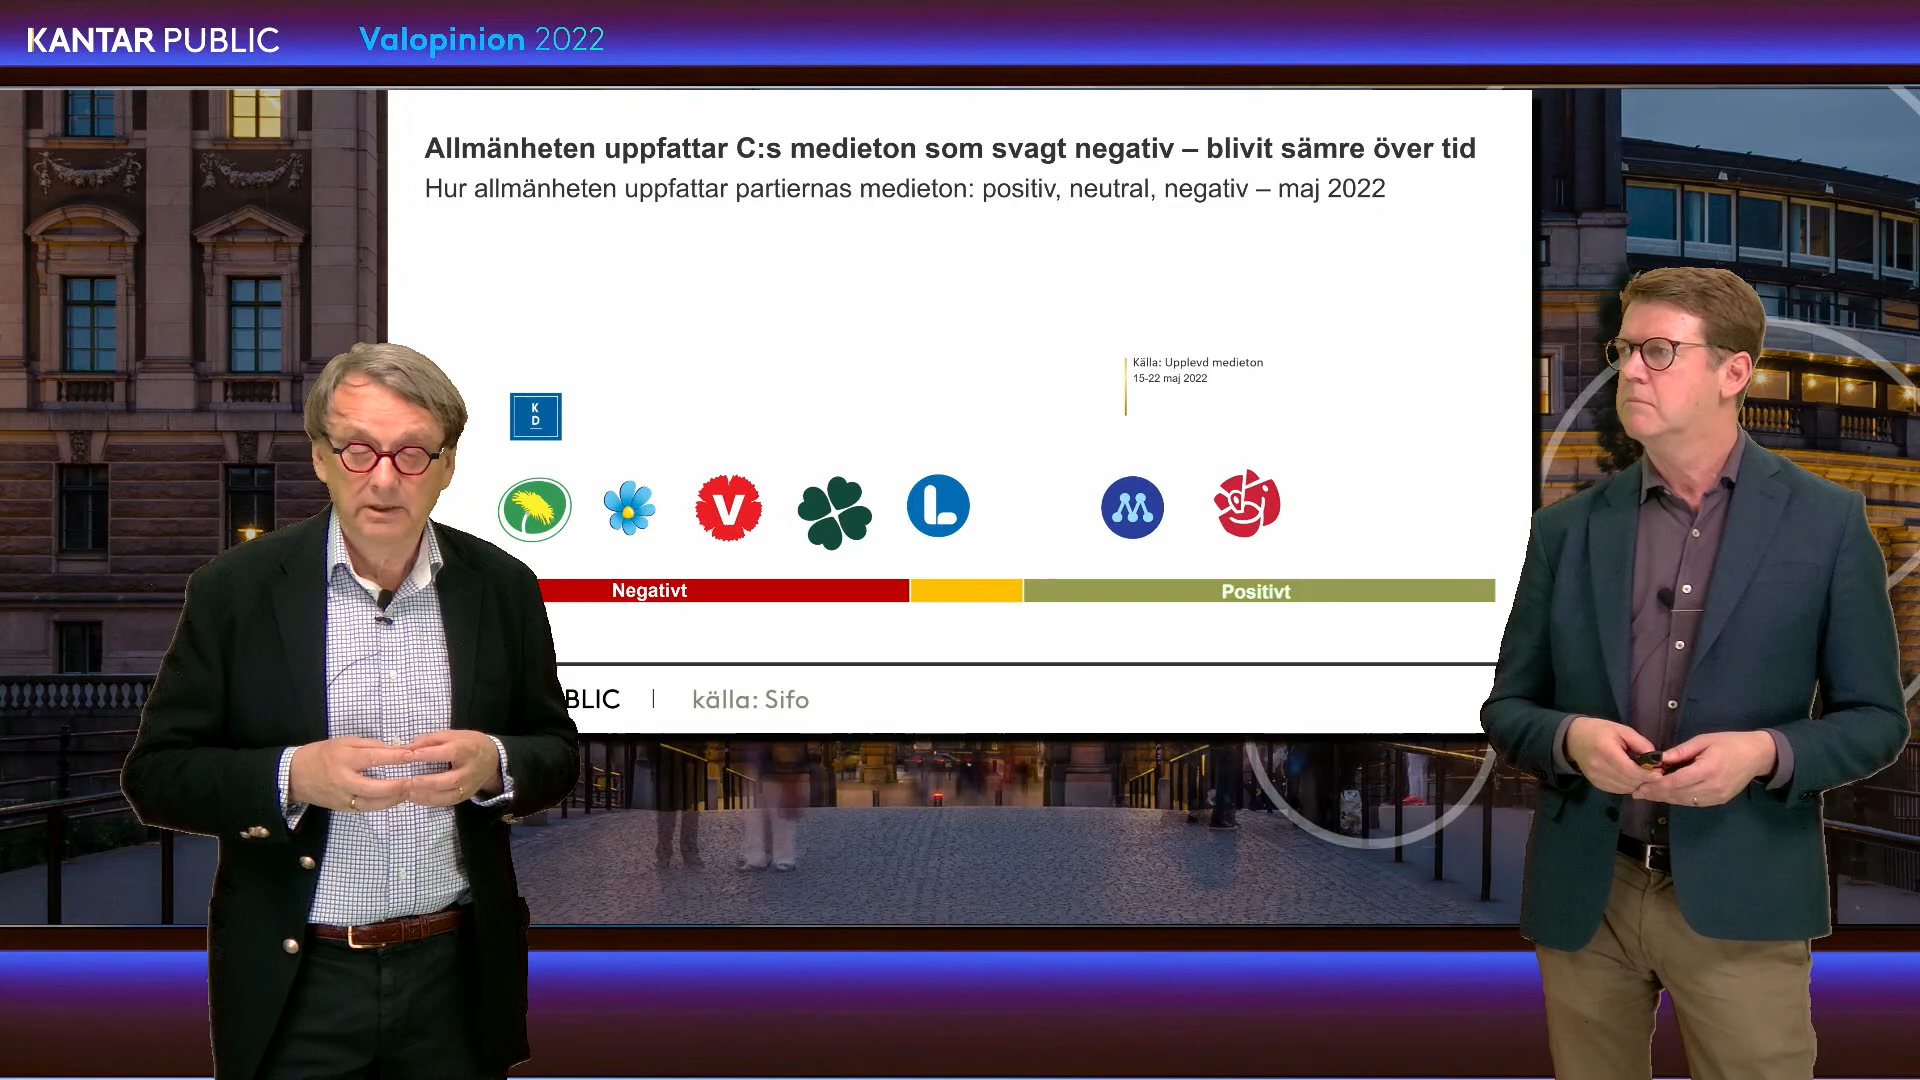 KANTAR PUBLIC
Valopinion 2022
Allmänheten uppfattar C:s medieton som svagt negativ – blivit sämre över tid
Hur allmänheten uppfattar partiernas medieton: positiv, neutral, negativ – maj 2022
Källa: Upplevd medieton
15-22 maj 2022
K
D
V
L
M
S
Negativt
Positivt
BLIC | källa: Sifo